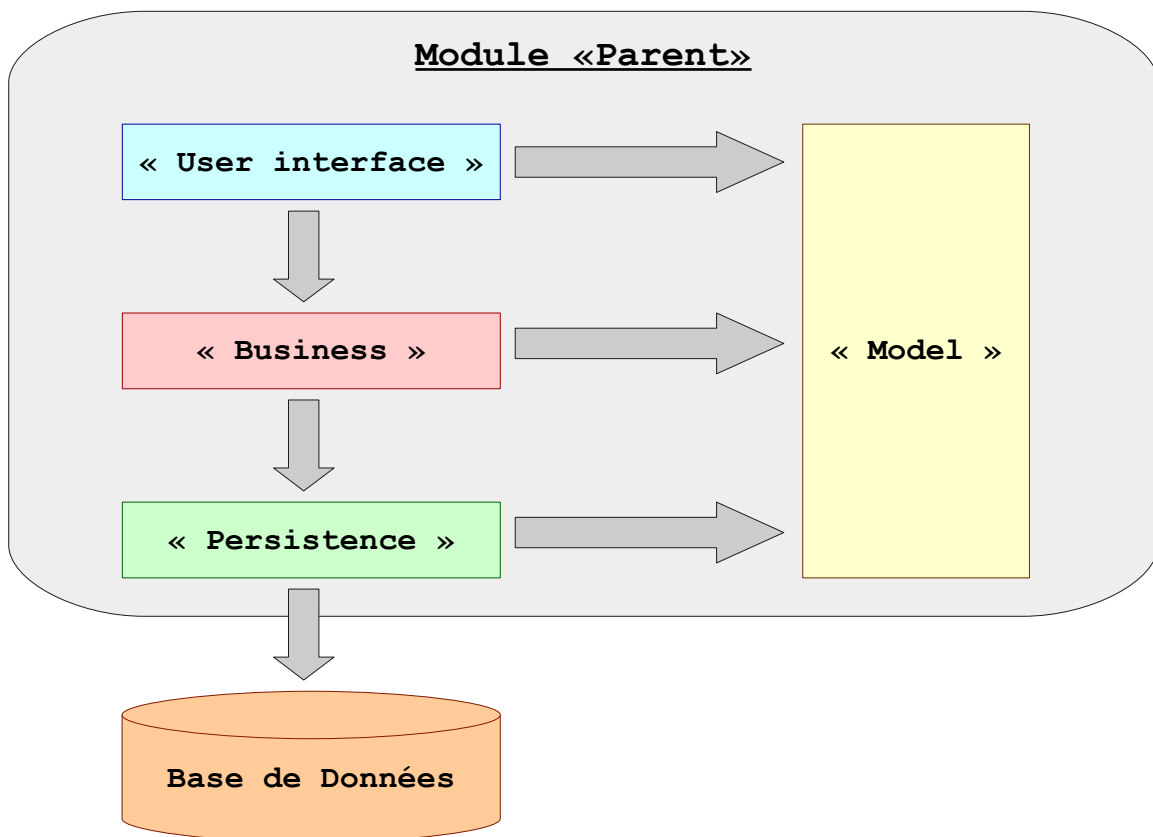 Module «Parent»
« User interface »
« Business »
« Model »
« Persistence »
Base de Données